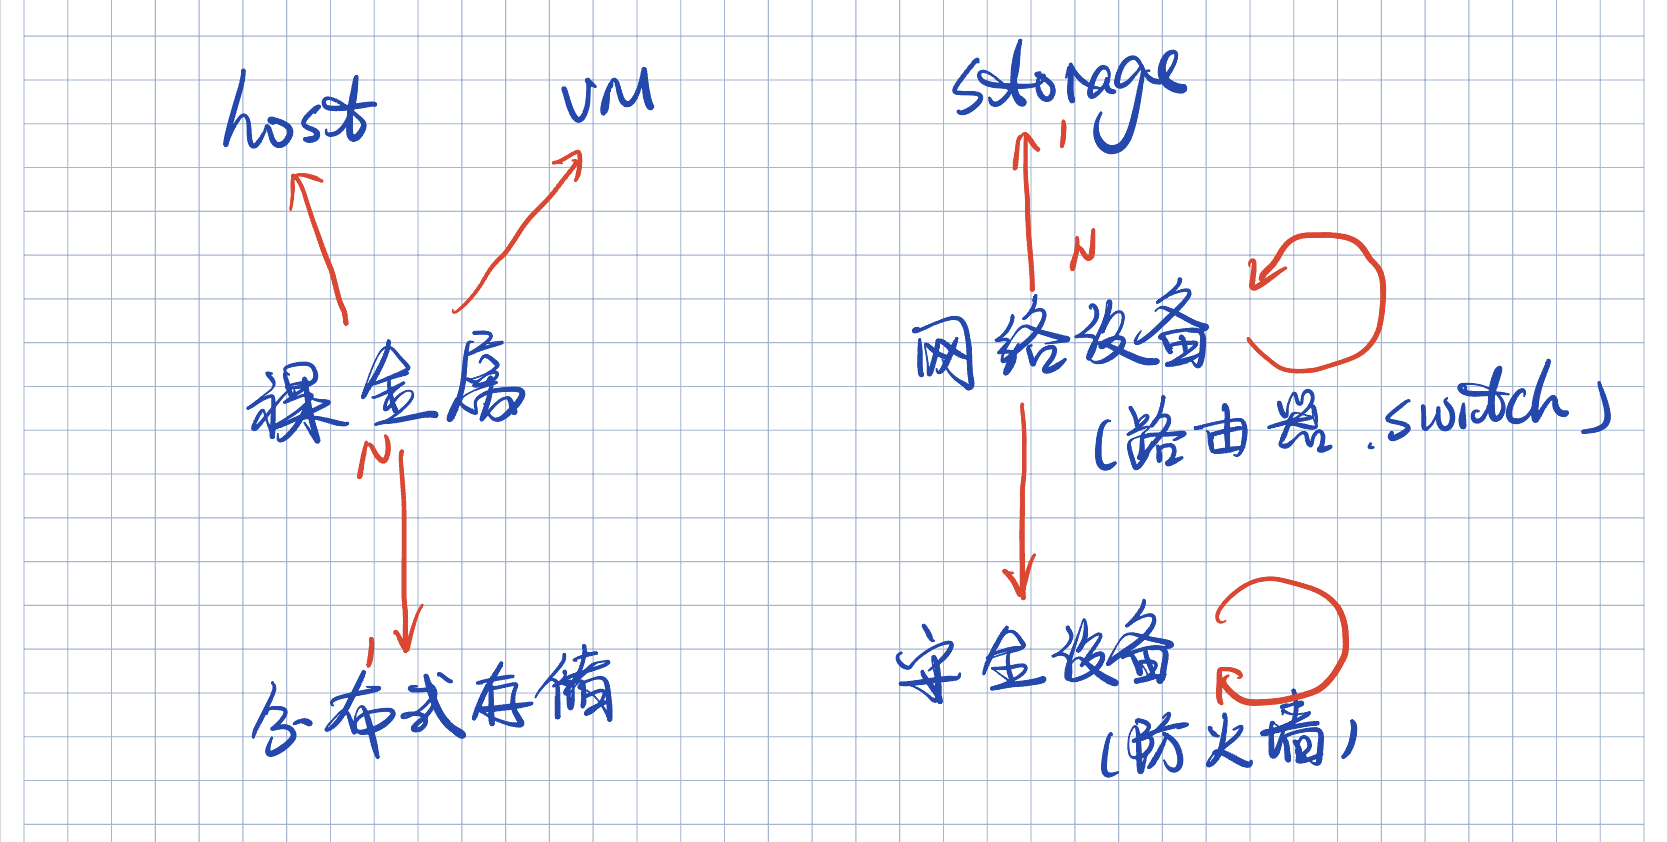 host
VM
裸金属
N
1
分布式存储
storage
1
N
网络设备
(路由器.switch)
安全设备
(防火墙)